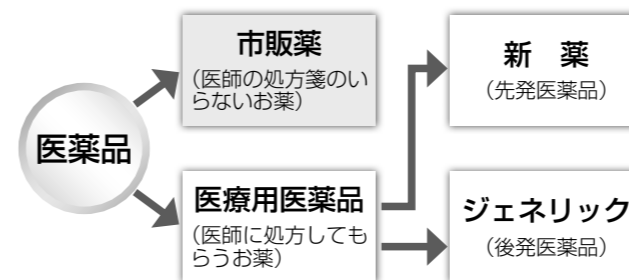 医薬品
市販薬
（医師の処方箋のい
らないお薬）
医療用医薬品
（医師に処方しても
らうお薬）
新　薬
（先発医薬品）
ジェネリック
（後発医薬品）